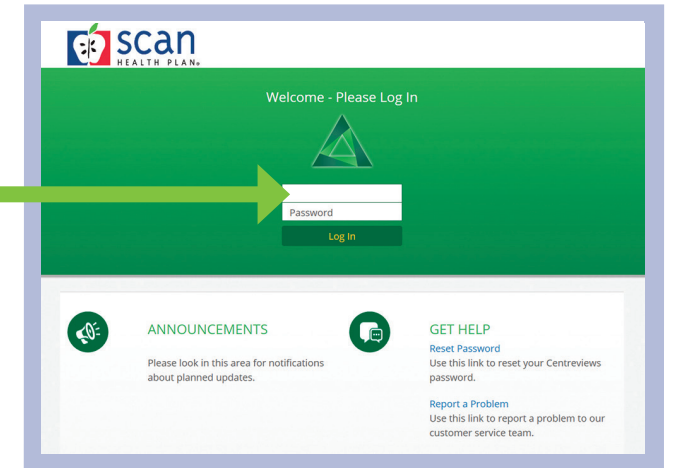 scan
HEALTH PLAN®
Welcome - Please Log In
Password
Log In
ANNOUNCEMENTS
Please look in this area for notifications
about planned updates.
GET HELP
Reset Password
Use this link to reset your Centreviews
password.
Report a Problem
Use this link to report a problem to our
customer service team.